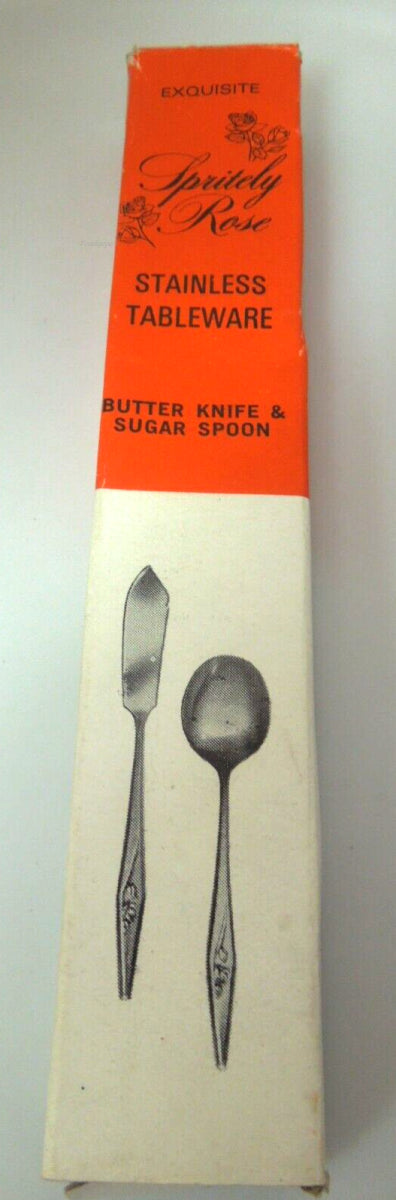 EXQUISITE
Spritely
Rose
STAINLESS
TABLEWARE
BUTTER KNIFE &
SUGAR SPOON